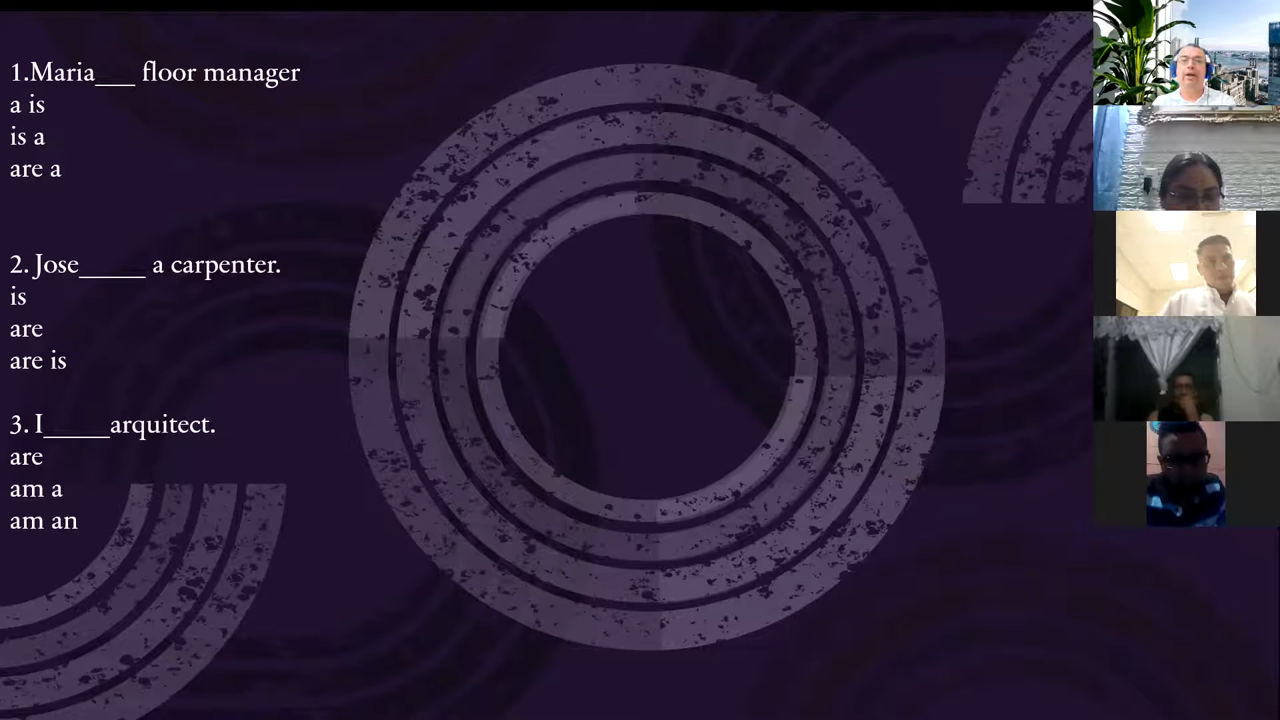 1.Maria___ floor manager
a is
is a
are a
2. Jose_____ a carpenter.
is
are
are is
3. I_____arquitect.
are
am a
am an